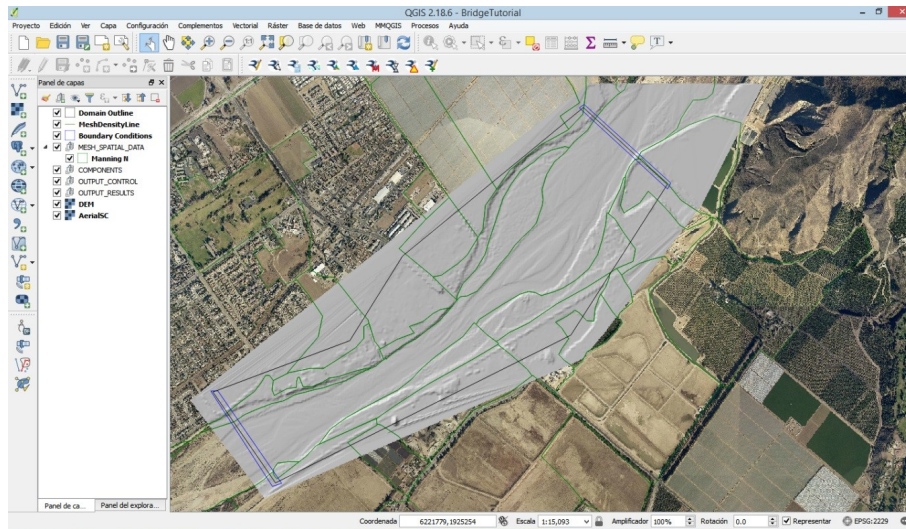 QGIS 2.18.6 - BridgeTutorial
Proyecto Edición Ver Capa Configuración Complementos Vectorial Ráster Base de datos Web MMQGIS Procesos Ayuda
Panel de capas
Domain Outline
MeshDensityLine
Boundary Conditions
MESH_SPATIAL_DATA
Manning N
COMPONENTS
OUTPUT_CONTROL
OUTPUT_RESULTS
DEM
AerialSC
Panel de ca... Panel del explora...
Coordenada 6221779,1925254 Escala 1:15,093 Amplificador 100% Rotación 0.0 Representar EPSG:2229